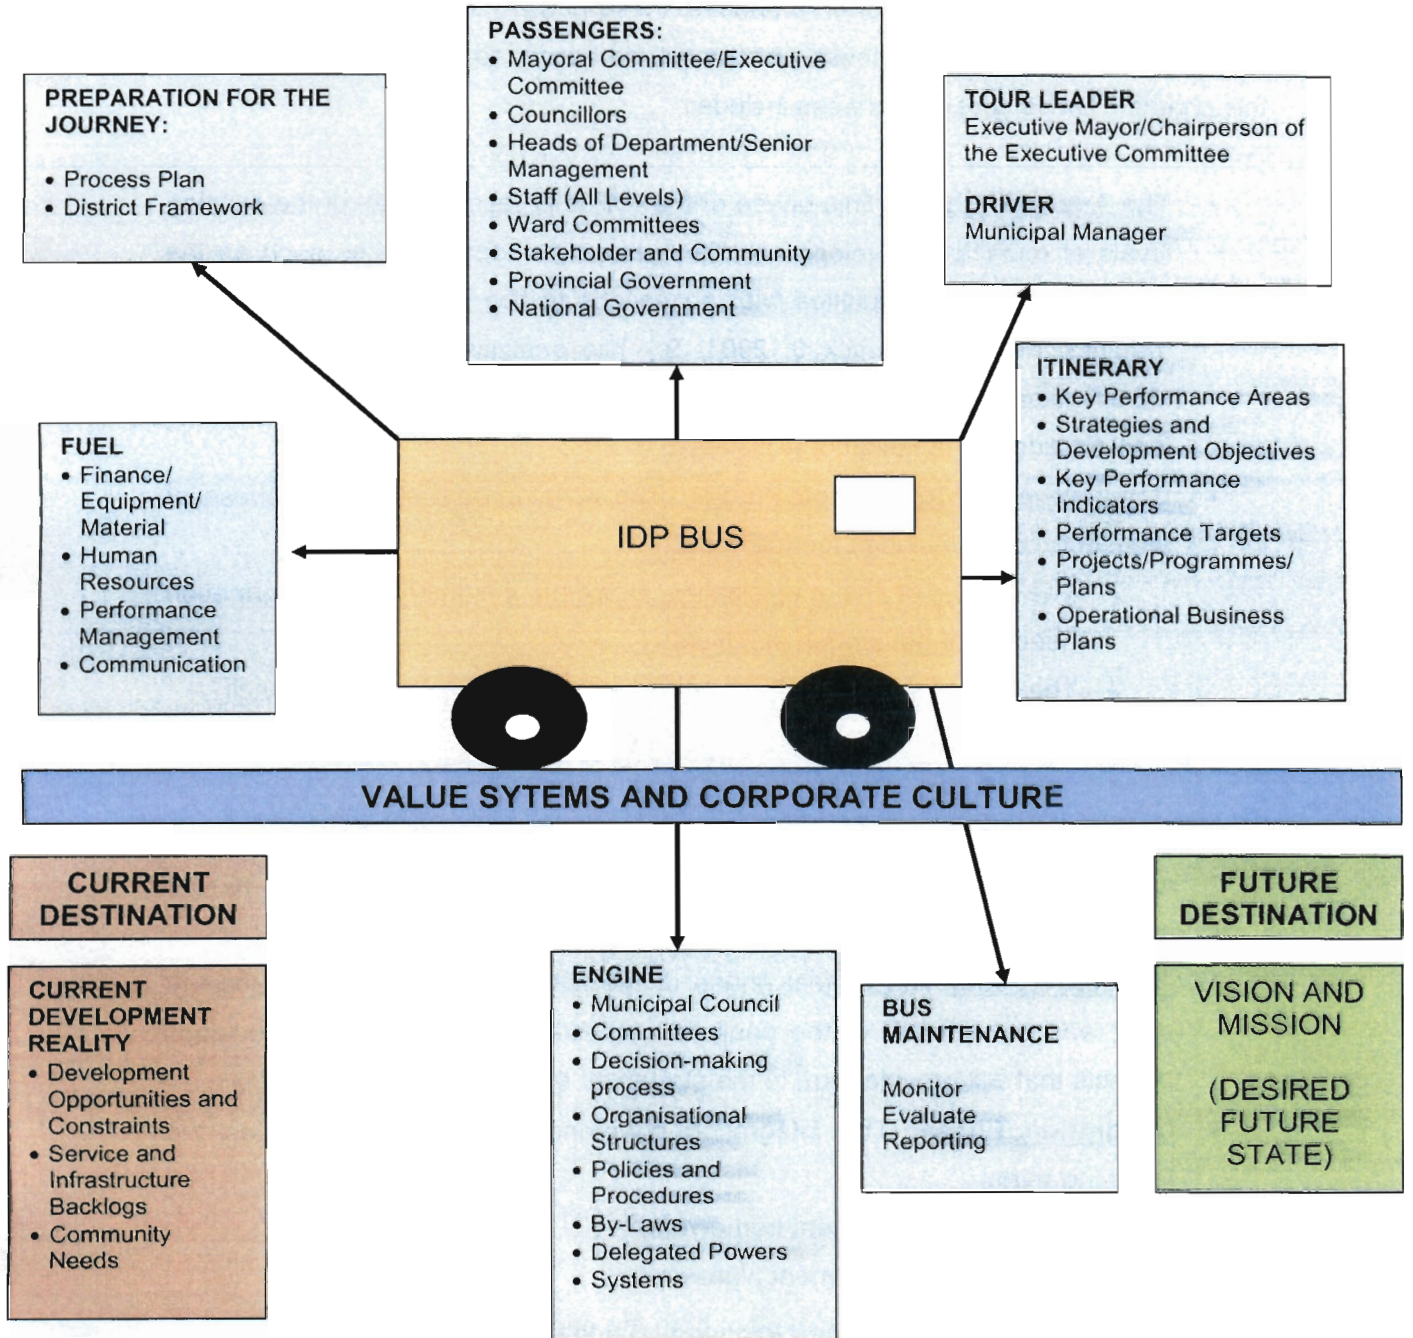 PASSENGERS:
• Mayoral Committee/Executive
Committee
• Councillors
• Heads of Department/Senior
Management
• Staff (All Levels)
• Ward Committees
• Stakeholder and Community
• Provincial Government
• National Government
PREPARATION FOR THE
JOURNEY:
• Process Plan
• District Framework
TOUR LEADER
Executive Mayor/Chairperson of
the Executive Committee
DRIVER
Municipal Manager
FUEL
• Finance/
Equipment/
Material
• Human
Resources
• Performance
Management
• Communication
IDP BUS
ITINERARY
• Key Performance Areas
• Strategies and
Development Objectives
• Key Performance
Indicators
• Performance Targets
• Projects/Programmes/
Plans
• Operational Business
Plans
VALUE SYTEMS AND CORPORATE CULTURE
CURRENT
DESTINATION
CURRENT
DEVELOPMENT
REALITY
• Development
Opportunities and
Constraints
• Service and
Infrastructure
Backlogs
• Community
Needs
ENGINE
• Municipal Council
• Committees
• Decision-making
process
• Organisational
Structures
• Policies and
Procedures
• By-Laws
• Delegated Powers
• Systems
BUS
MAINTENANCE
Monitor
Evaluate
Reporting
FUTURE
DESTINATION
VISION AND
MISSION
(DESIRED
FUTURE
STATE)